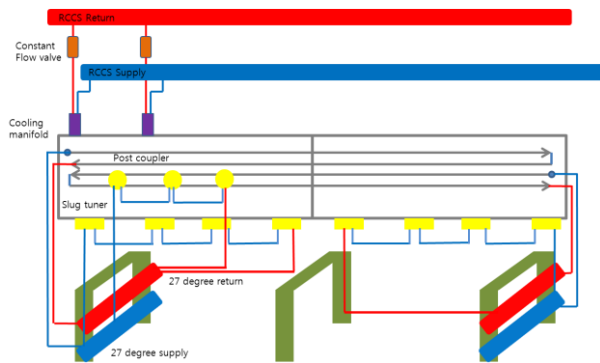 RCCS Return
Constant
Flow valve
RCCS Supply
Cooling
manifold
Post coupler
Slug tuner
27 degree return
27 degree supply